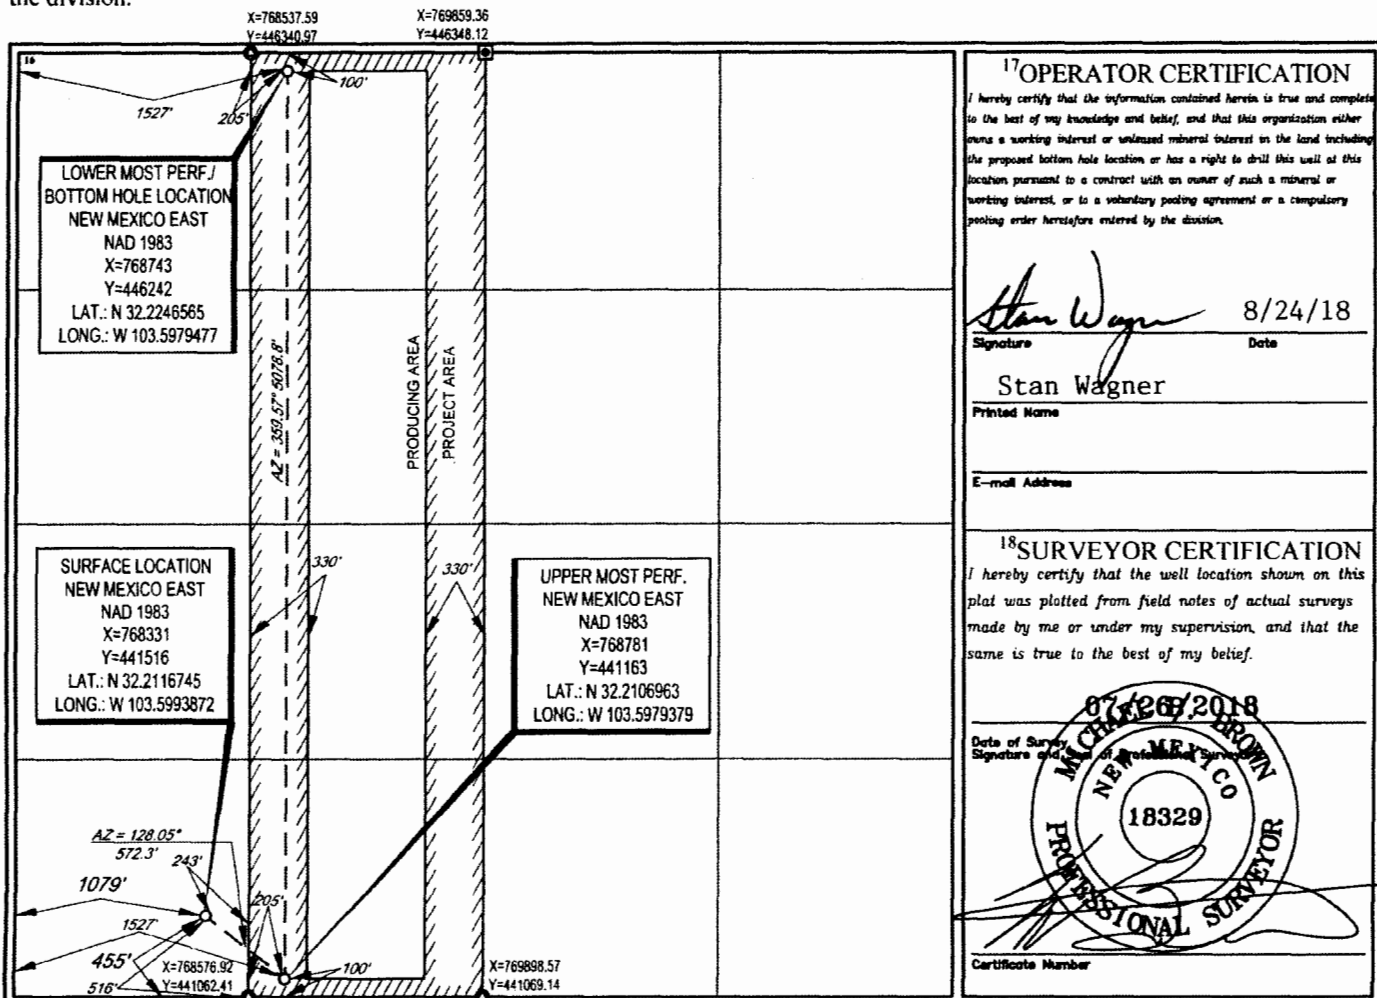 the division.
X=768537.59
Y=446340.97
X=769859.36
Y=446348.12
16
1527'
205'
100'
LOWER MOST PERF./
BOTTOM HOLE LOCATION
NEW MEXICO EAST
NAD 1983
X=768743
Y=446242
LAT.: N 32.2246565
LONG.: W 103.5979477
AZ = 359.57° 5078.8'
PRODUCING AREA
PROJECT AREA
330'
330'
SURFACE LOCATION
NEW MEXICO EAST
NAD 1983
X=768331
Y=441516
LAT.: N 32.2116745
LONG.: W 103.5993872
UPPER MOST PERF.
NEW MEXICO EAST
NAD 1983
X=768781
Y=441163
LAT.: N 32.2106963
LONG.: W 103.5979379
AZ = 128.05°
572.3'
243'
1079'
205'
1527'
455'
516'
100'
X=768576.92
Y=441062.41
X=769898.57
Y=441069.14
17 OPERATOR CERTIFICATION
I hereby certify that the information contained herein is true and complete
to the best of my knowledge and belief, and that this organization either
owns a working interest or unleased mineral interest in the land including
the proposed bottom hole location or has a right to drill this well at this
location pursuant to a contract with an owner of such a mineral or
working interest, or to a voluntary pooling agreement or a compulsory
pooling order heretofore entered by the division.
Stan Wagner
8/24/18
Signature Date
Stan Wagner
Printed Name
E-mail Address
18 SURVEYOR CERTIFICATION
I hereby certify that the well location shown on this
plat was plotted from field notes of actual surveys
made by me or under my supervision, and that the
same is true to the best of my belief.
07/26/2018
Date of Survey
Signature and Seal of Professional Surveyor
MICHAEL BROWN
NEW MEXICO
18329
PROFESSIONAL SURVEYOR
Certificate Number